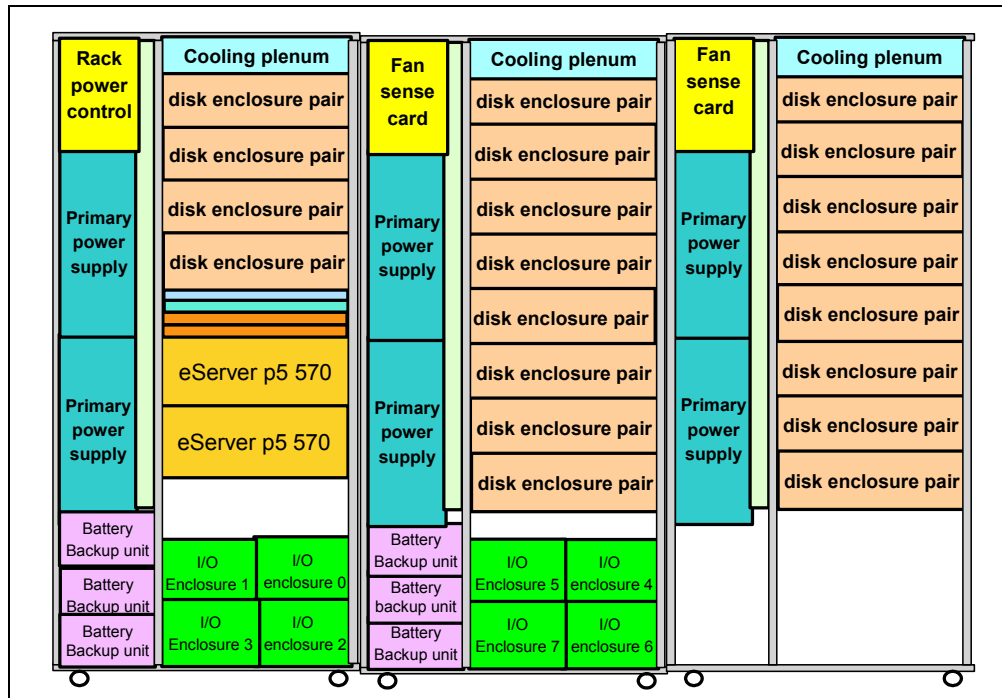 Rack
power
control
Cooling plenum
disk enclosure pair
disk enclosure pair
disk enclosure pair
disk enclosure pair
Primary
power
supply
eServer p5 570
eServer p5 570
Primary
power
supply
Battery
Backup unit
Battery
Backup unit
Battery
Backup unit
I/O
Enclosure 1
I/O
enclosure 0
I/O
Enclosure 3
I/O
enclosure 2
Fan
sense
card
Cooling plenum
disk enclosure pair
disk enclosure pair
disk enclosure pair
disk enclosure pair
disk enclosure pair
disk enclosure pair
disk enclosure pair
disk enclosure pair
Primary
power
supply
Primary
power
supply
Battery
Backup unit
Battery
backup unit
Battery
Backup unit
I/O
Enclosure 5
I/O
enclosure 4
I/O
Enclosure 7
I/O
enclosure 6
Fan
sense
card
Cooling plenum
disk enclosure pair
disk enclosure pair
disk enclosure pair
disk enclosure pair
disk enclosure pair
disk enclosure pair
disk enclosure pair
disk enclosure pair
Primary
power
supply
Primary
power
supply